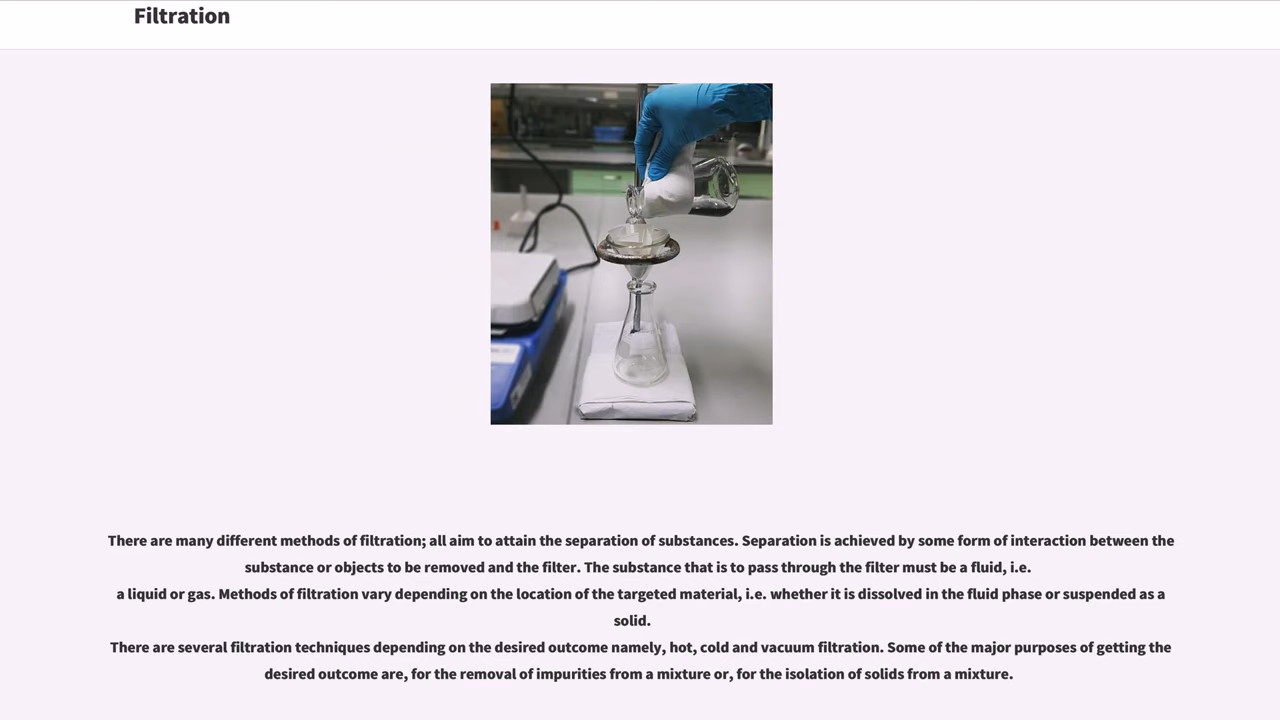 Filtration
There are many different methods of filtration; all aim to attain the separation of substances. Separation is achieved by some form of interaction between the
substance or objects to be removed and the filter. The substance that is to pass through the filter must be a fluid, i.e.
a liquid or gas. Methods of filtration vary depending on the location of the targeted material, i.e. whether it is dissolved in the fluid phase or suspended as a
solid.
There are several filtration techniques depending on the desired outcome namely, hot, cold and vacuum filtration. Some of the major purposes of getting the
desired outcome are, for the removal of impurities from a mixture or, for the isolation of solids from a mixture.